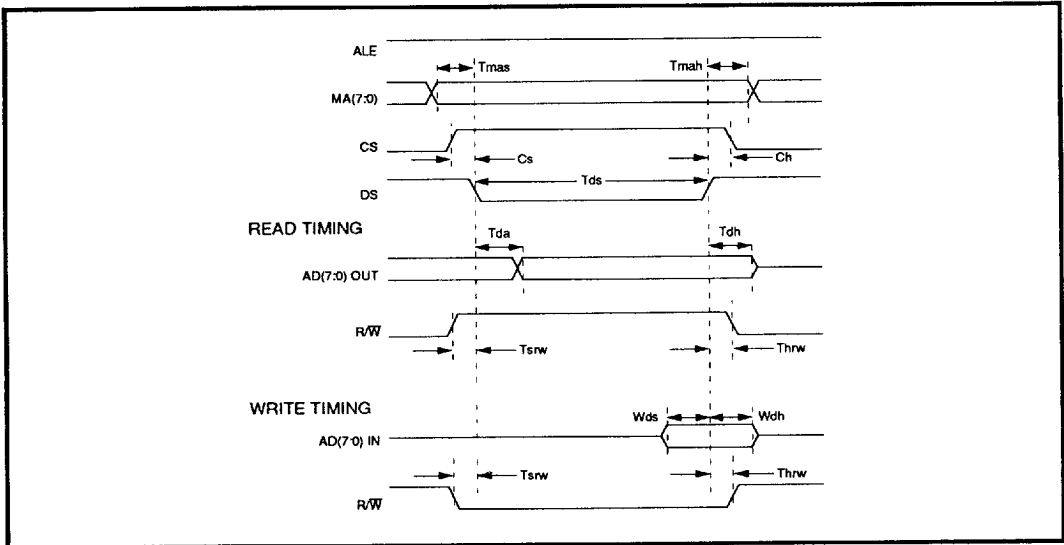 ALE
Tmas Tmah
MA(7:0)
CS
Cs Ch
Tds
DS
READ TIMING
Tda Tdh
AD(7:0) OUT
R/W̅
Tsrw Thrw
WRITE TIMING
Wds Wdh
AD(7:0) IN
Tsrw Thrw
R/W̅